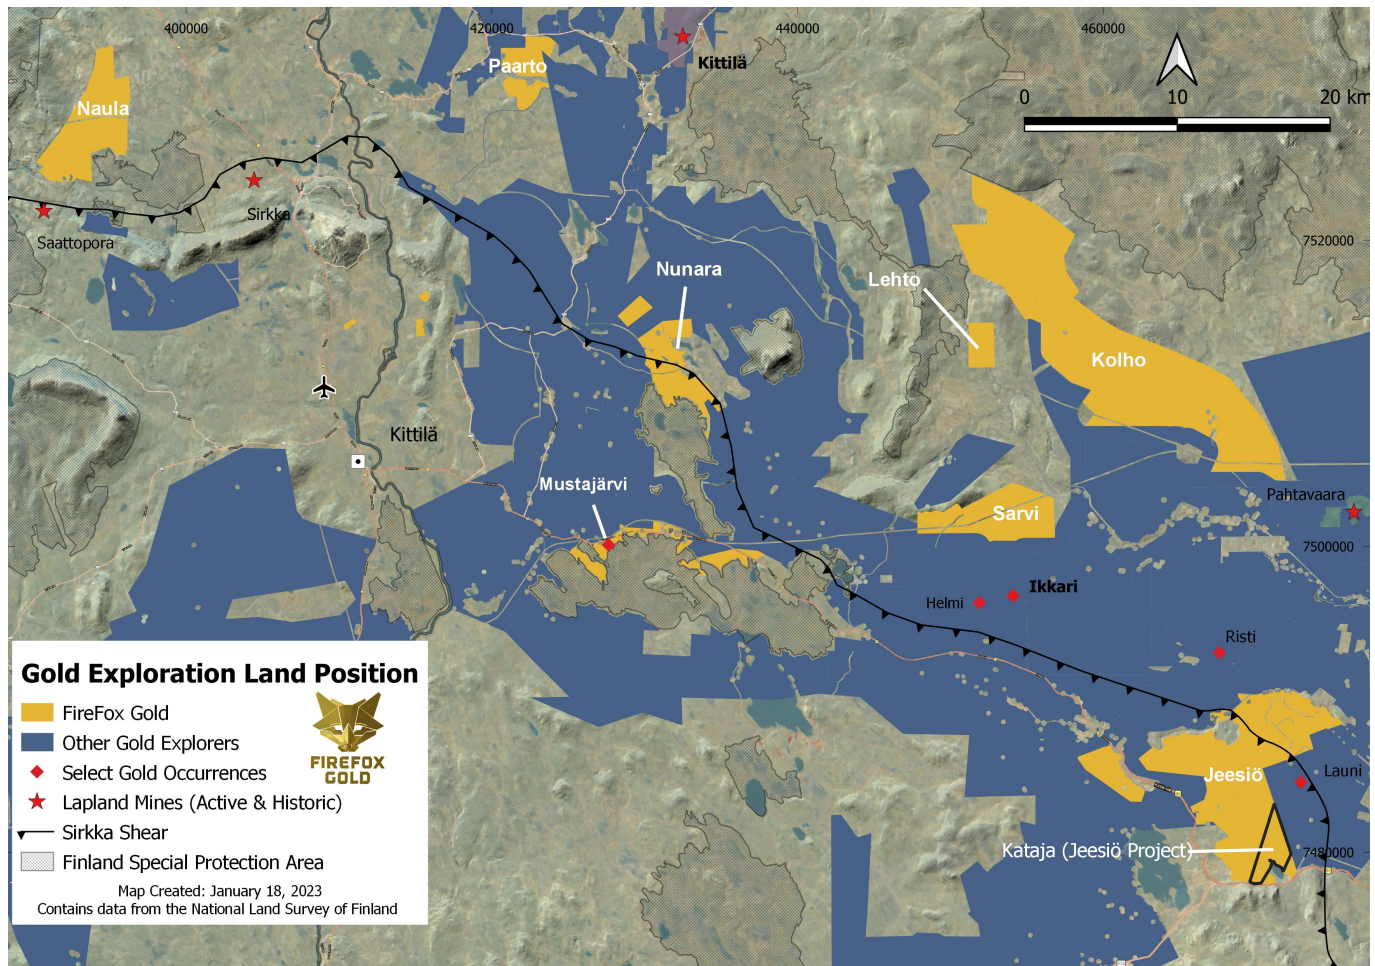 400000
420000
440000
460000
Paarto
Kittilä
Naula
0
10
20 km
Sirkka
Saattopora
7520000
Nunara
Lehto
Kolho
Kittilä
Mustajärvi
Pahtavaara
Sarvi
7500000
Helmi
Ikkari
Risti
Jeesiö
Launi
Kataja (Jeesiö Project)
7480000
Gold Exploration Land Position
FireFox Gold
Other Gold Explorers
Select Gold Occurrences
FIREFOX
GOLD
Lapland Mines (Active & Historic)
Sirkka Shear
Finland Special Protection Area
Map Created: January 18, 2023
Contains data from the National Land Survey of Finland